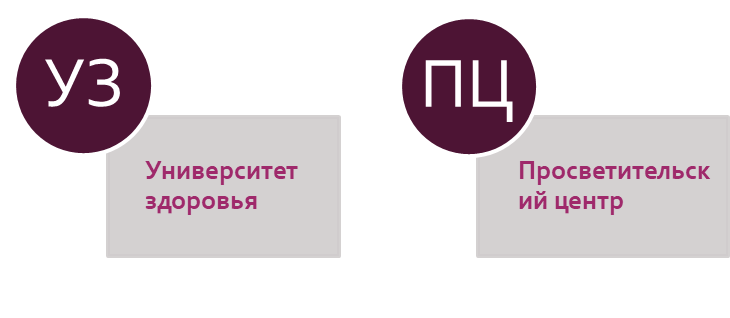 УЗ
Университет
здоровья
ПЦ
Просветительск
ий центр